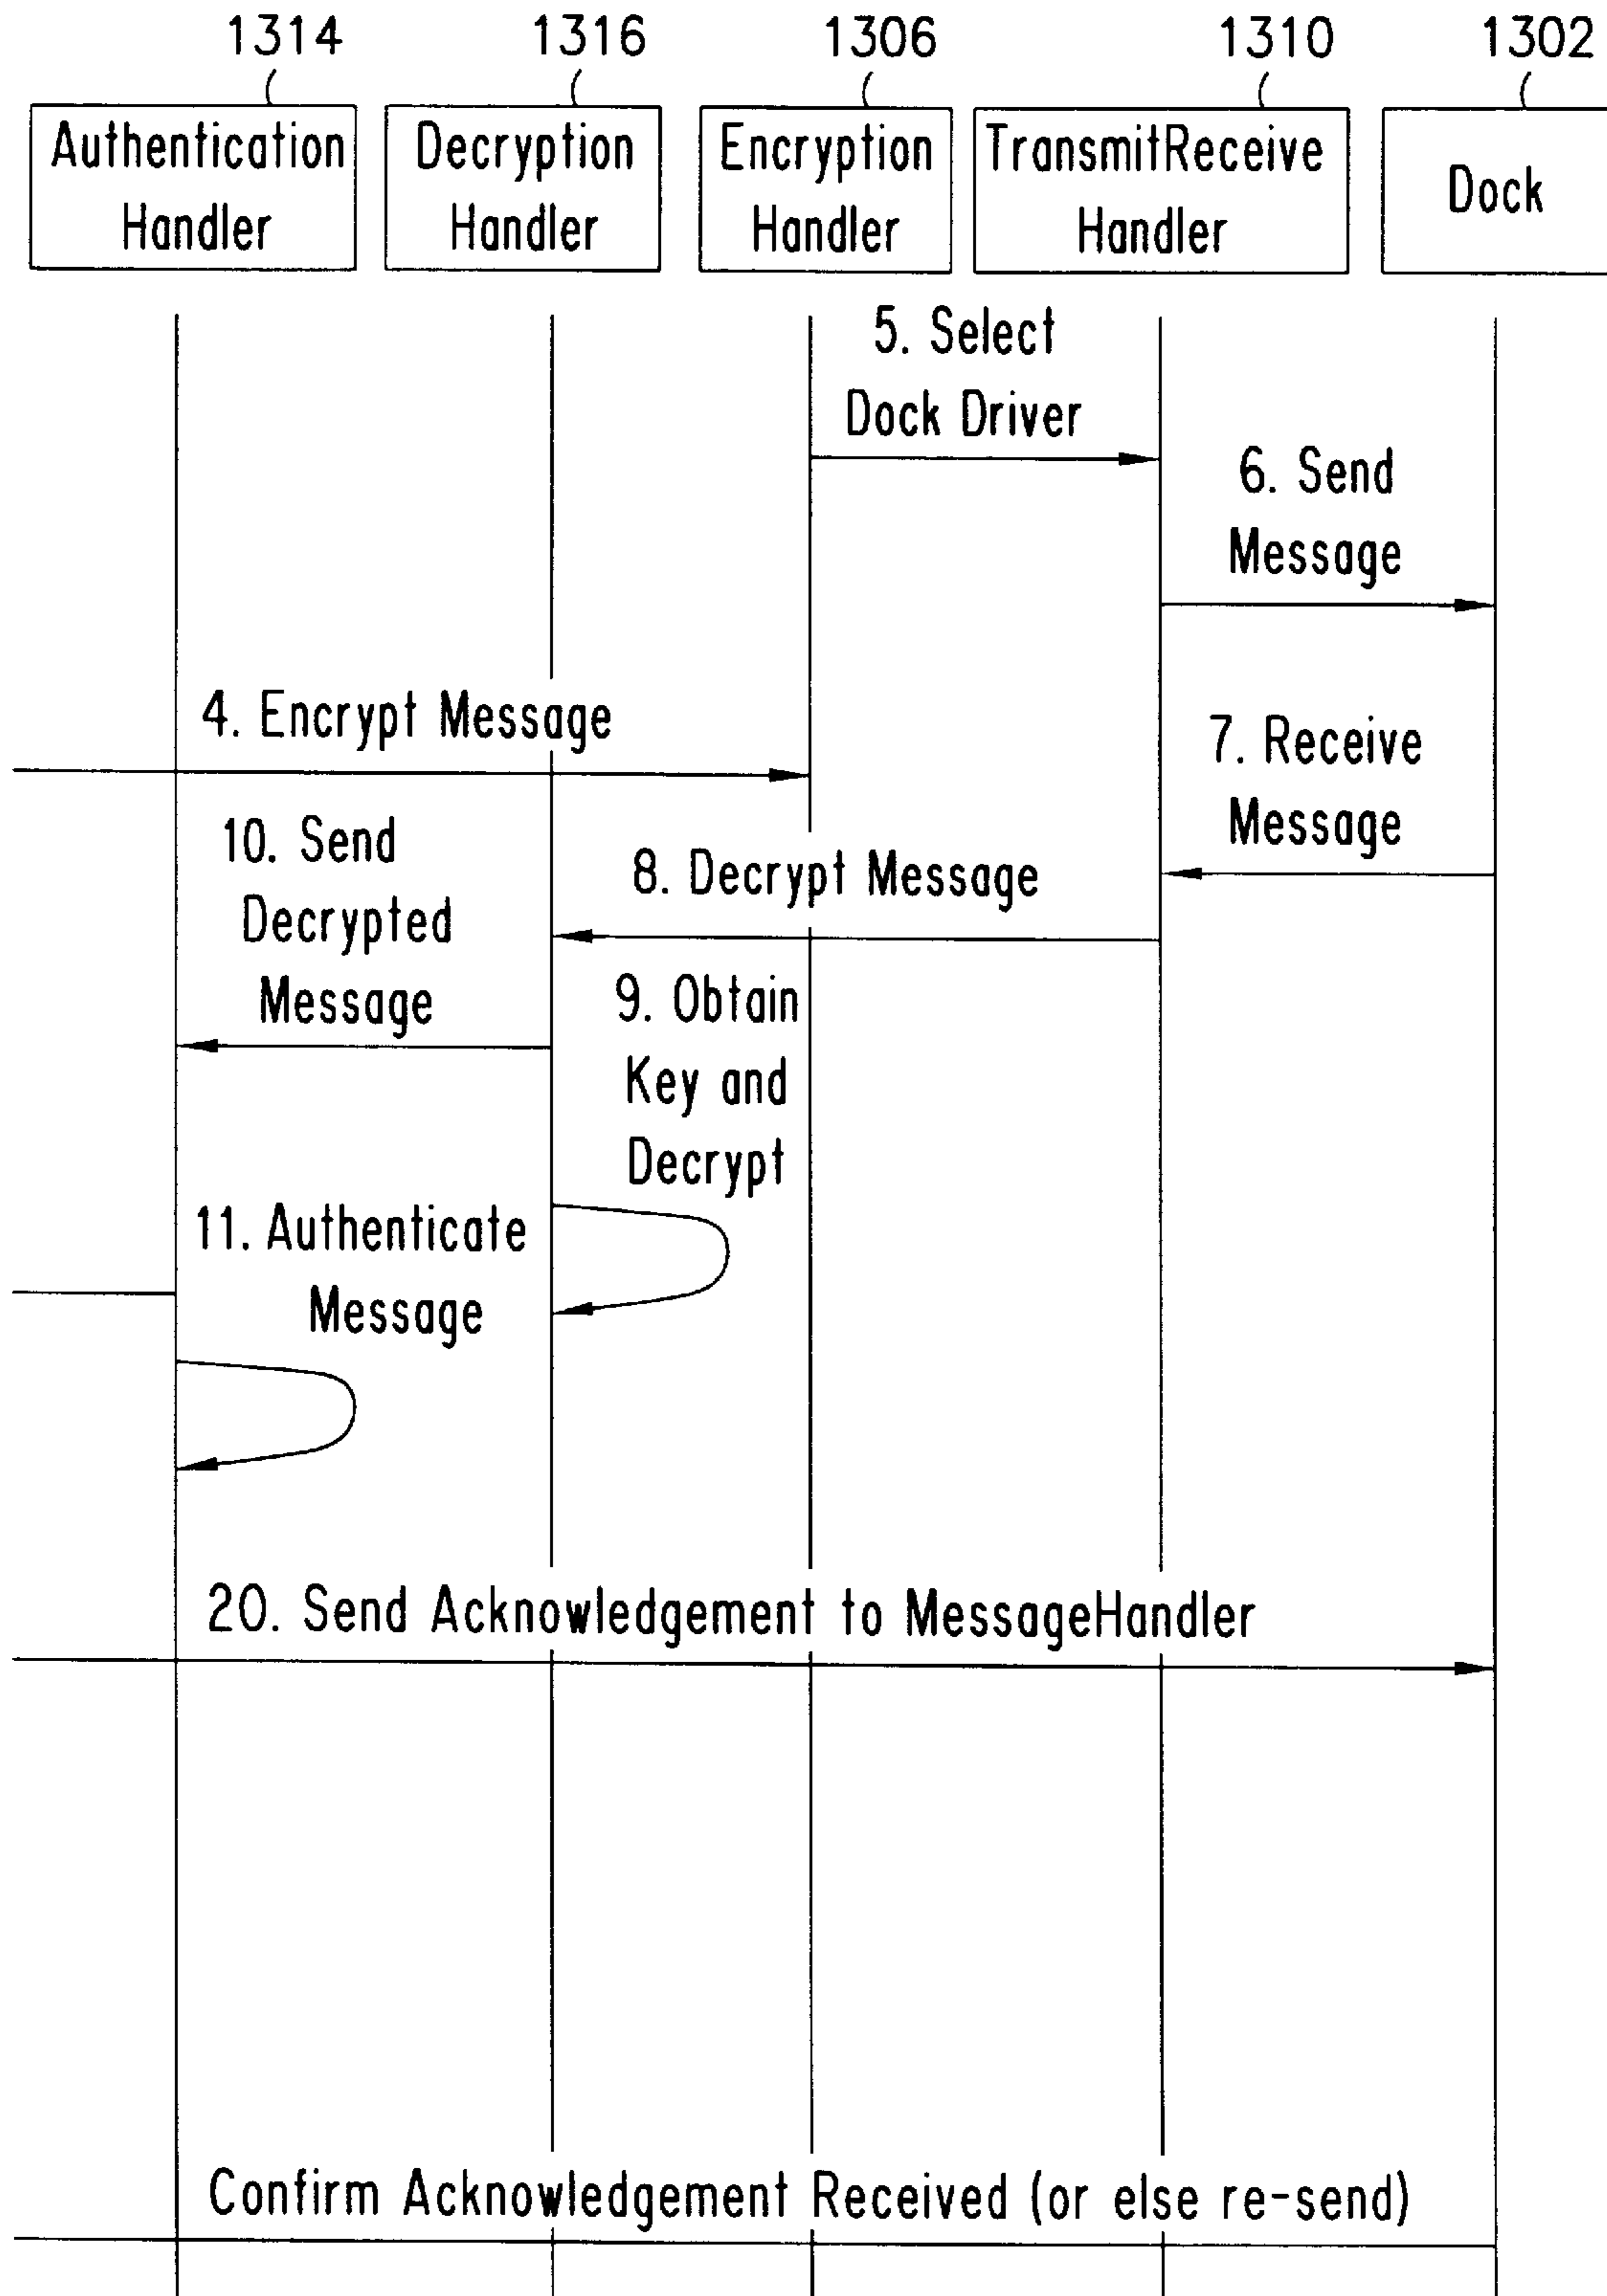 1314
1316
1306
1310
1302
Authentication
Handler
Decryption
Handler
Encryption
Handler
TransmitReceive
Handler
Dock
5. Select
Dock Driver
6. Send
Message
4. Encrypt Message
7. Receive
Message
10. Send
Decrypted
Message
8. Decrypt Message
9. Obtain
Key and
Decrypt
11. Authenticate
Message
20. Send Acknowledgement to MessageHandler
Confirm Acknowledgement Received (or else re-send)